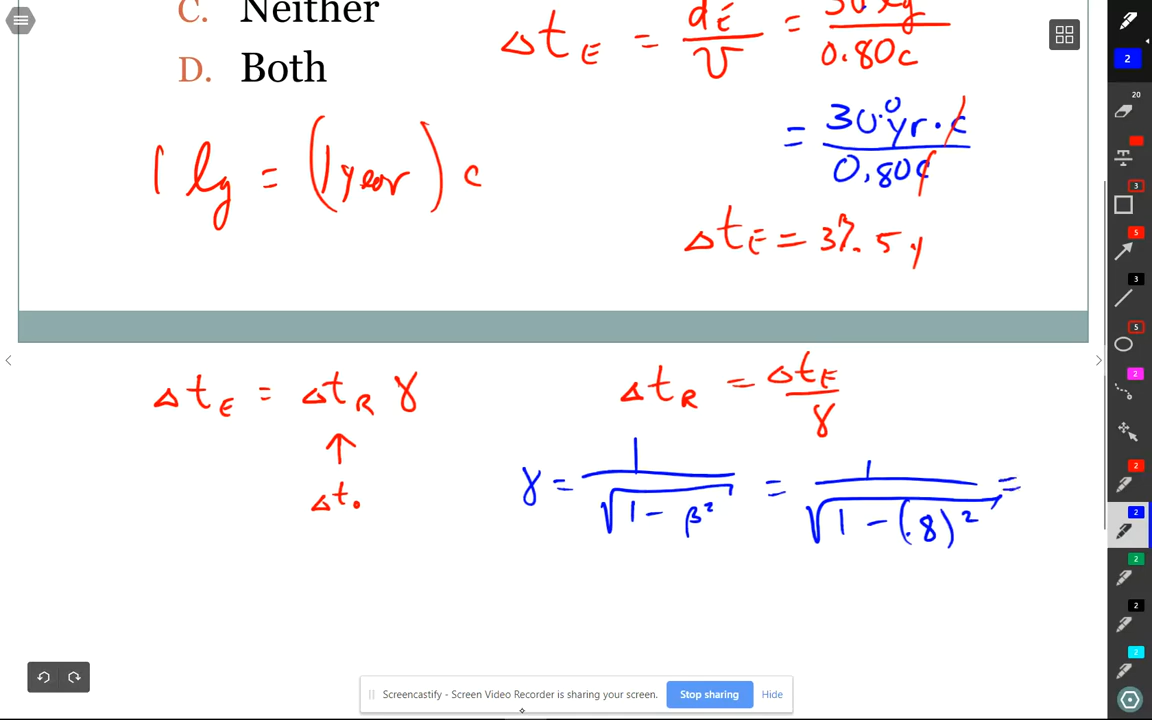 C. Neither
D. Both
Δt_E = d_E / v = 30 ly / 0.80c
= 30.0 yr · c / 0.80c
1 ly = (1 year) c
Δt_E = 37.5 y
Δt_E = Δt_R γ
↑
Δt₀
Δt_R = Δt_E / γ
γ = 1 / √(1 - β²) = 1 / √(1 - (.8)²) =
Screencastify - Screen Video Recorder is sharing your screen. Stop sharing Hide
2
20
3
5
3
5
2
2
2
2
2
2